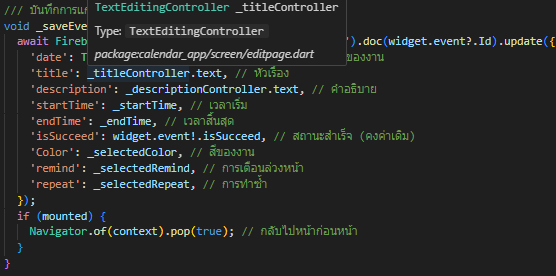 /// บันทึกการแก
TextEditingController _titleController
Type: TextEditingController
package:calendar_app/screen/editpage.dart
void _saveEve
await Fireb ').doc(widget.event?.Id).update({
'date': T ของงาน
'title': _titleController.text, // หัวเรื่อง
'description': _descriptionController.text, // คำอธิบาย
'startTime': _startTime, // เวลาเริ่ม
'endTime': _endTime, // เวลาสิ้นสุด
'isSucceed': widget.event!.isSucceed, // สถานะสำเร็จ (คงค่าเดิม)
'Color': _selectedColor, // สีของงาน
'remind': _selectedRemind, // การเตือนล่วงหน้า
'repeat': _selectedRepeat, // การทำซ้ำ
});
if (mounted) {
Navigator.of(context).pop(true); // กลับไปหน้าก่อนหน้า
}
}